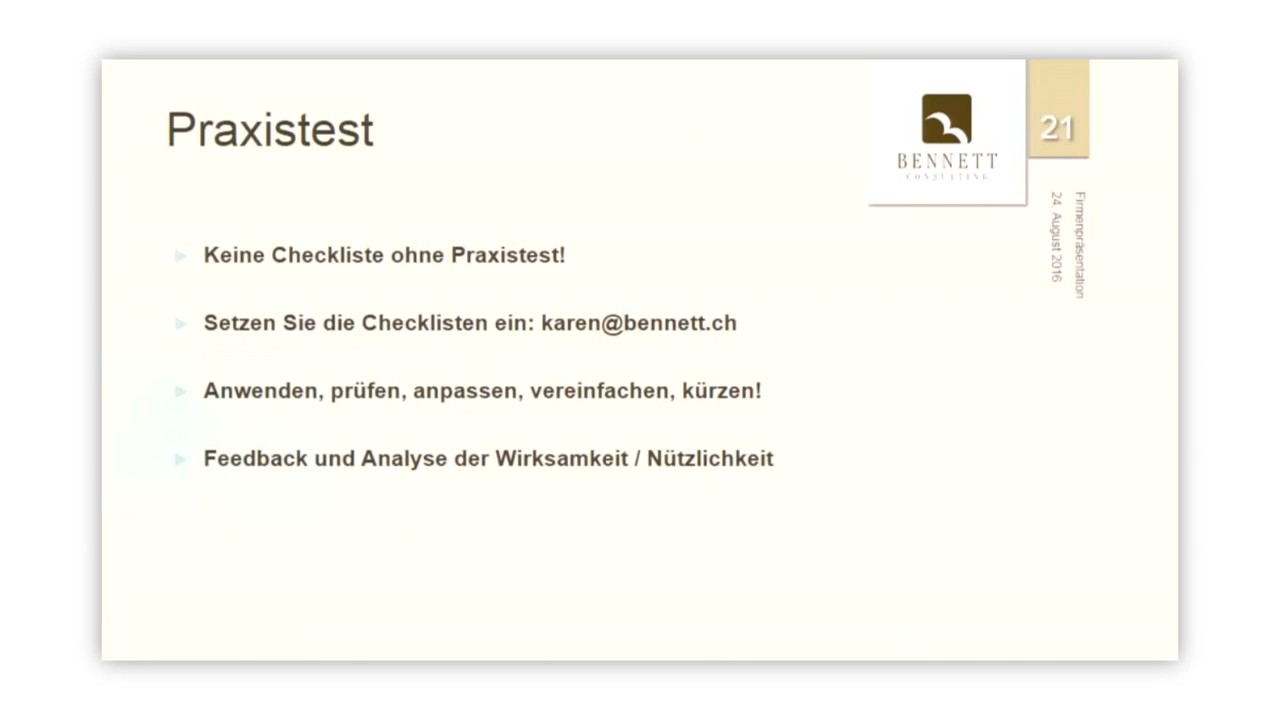 Praxistest
BENNETT
CONSULTING
21
Firmenpräsentation
24. August 2016
Keine Checkliste ohne Praxistest!
Setzen Sie die Checklisten ein: karen@bennett.ch
Anwenden, prüfen, anpassen, vereinfachen, kürzen!
Feedback und Analyse der Wirksamkeit / Nützlichkeit